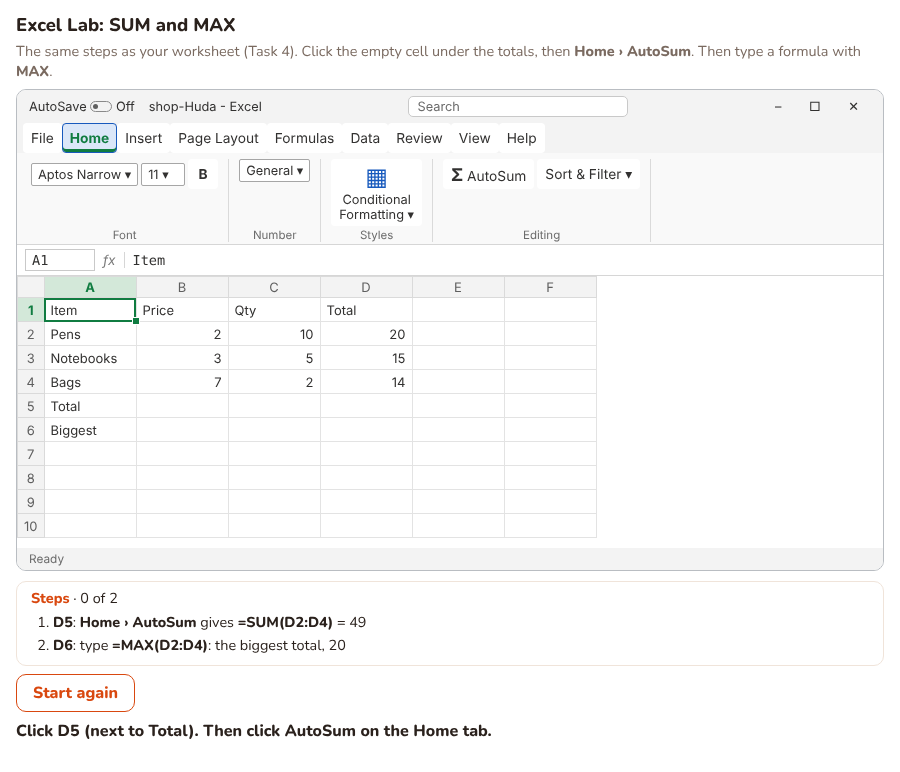 Excel Lab: SUM and MAX
The same steps as your worksheet (Task 4). Click the empty cell under the totals, then Home › AutoSum. Then type a formula with
MAX.
AutoSave Off shop-Huda - Excel Search
File Home Insert Page Layout Formulas Data Review View Help
Aptos Narrow ▾ 11 ▾ B General ▾ Conditional Formatting ▾ Σ AutoSum Sort & Filter ▾
Font Number Styles Editing
A1 fx Item
A B C D E F
1 Item Price Qty Total
2 Pens 2 10 20
3 Notebooks 3 5 15
4 Bags 7 2 14
5 Total
6 Biggest
7
8
9
10
Ready
Steps · 0 of 2
1. D5: Home › AutoSum gives =SUM(D2:D4) = 49
2. D6: type =MAX(D2:D4): the biggest total, 20
Start again
Click D5 (next to Total). Then click AutoSum on the Home tab.